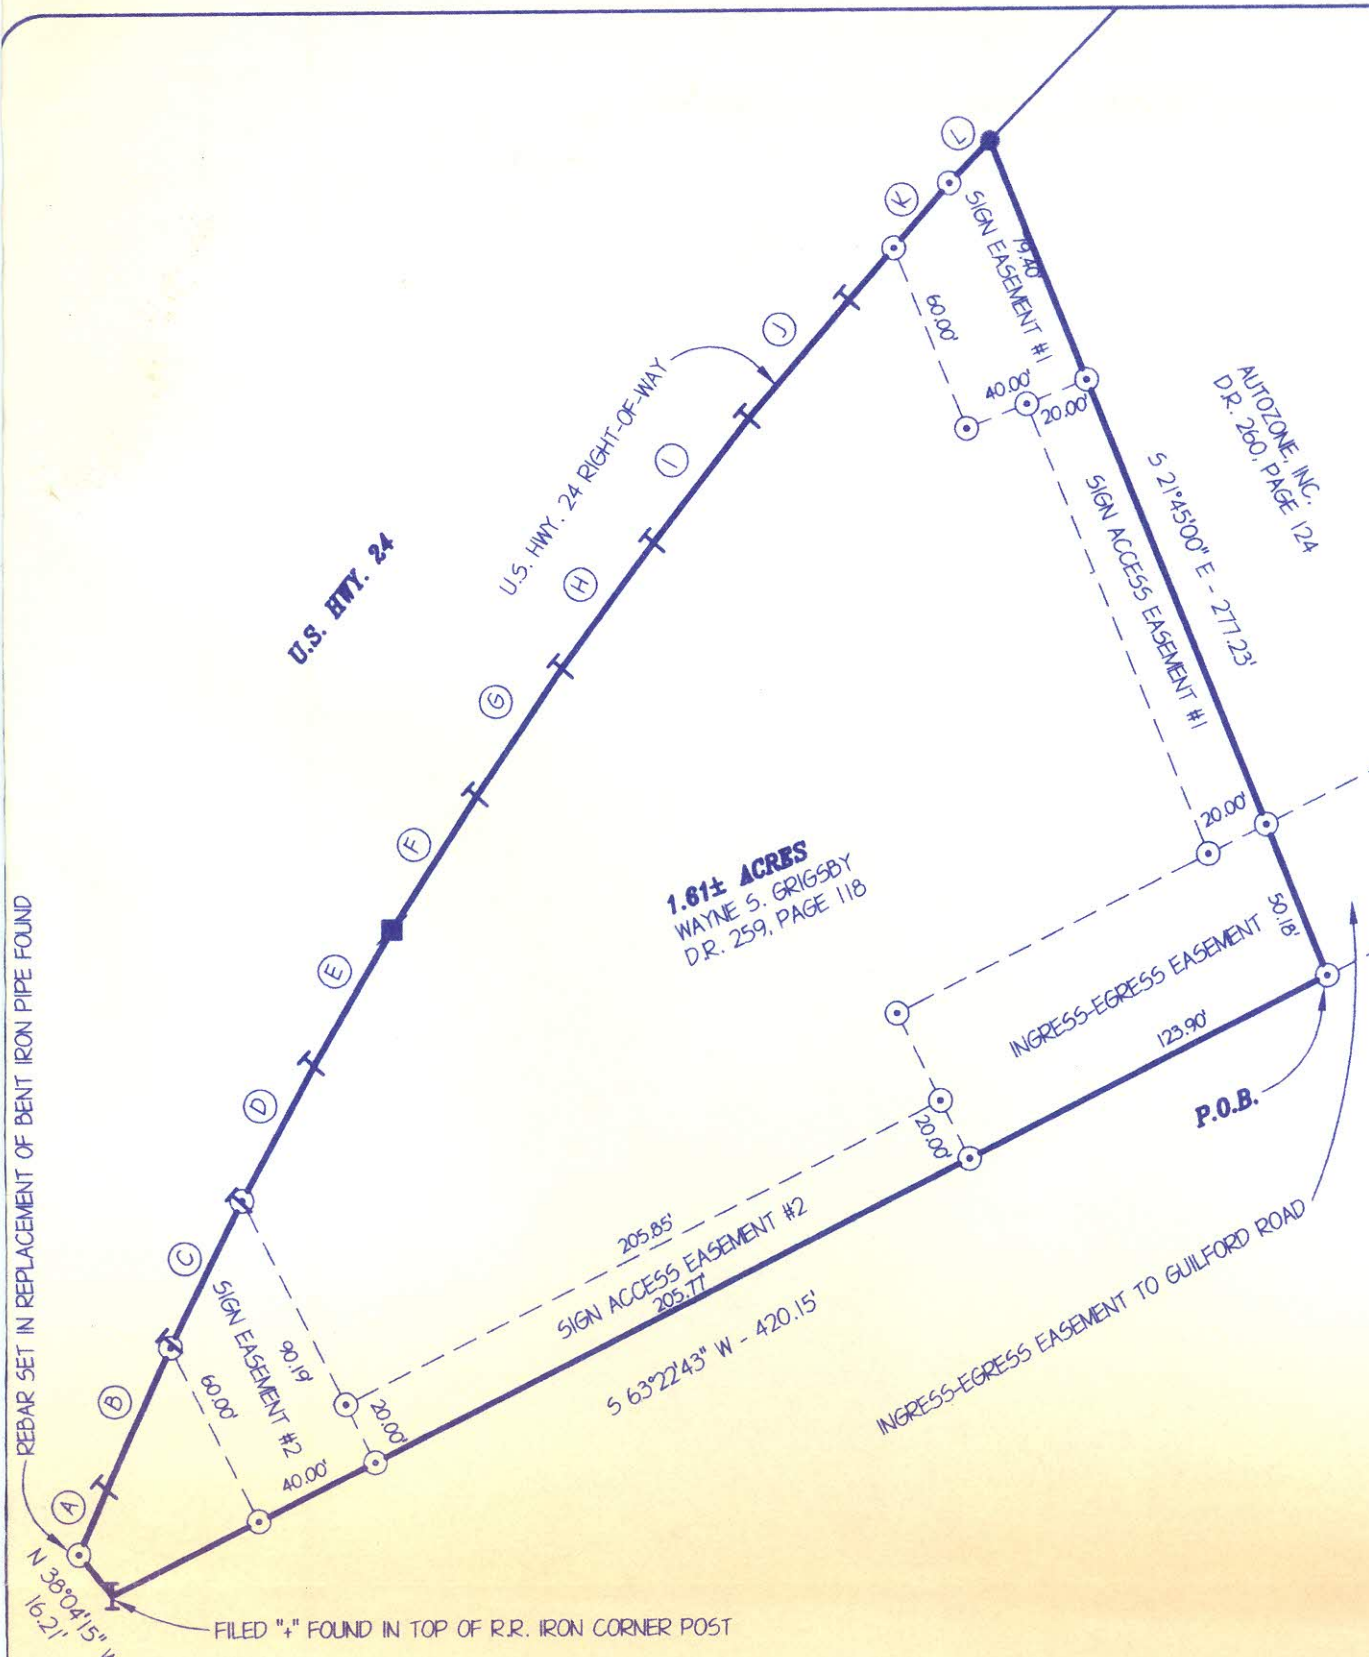 L
K
SIGN EASEMENT #1
79.40'
60.00'
J
40.00'
20.00'
AUTOZONE, INC.
D.R. 260, PAGE 124
U.S. HWY. 24 RIGHT-OF-WAY
I
S 21°45'00" E - 277.23'
SIGN ACCESS EASEMENT #1
U.S. HWY. 24
H
G
20.00'
F
1.61± ACRES
WAYNE S. GRIGSBY
D.R. 259, PAGE 118
50.18'
E
INGRESS-EGRESS EASEMENT
123.90'
P.O.B.
D
20.00'
205.85'
SIGN ACCESS EASEMENT #2
205.77'
S 63°22'43" W - 420.15'
INGRESS-EGRESS EASEMENT TO GUILFORD ROAD
C
SIGN EASEMENT #2
90.19'
60.00'
20.00'
40.00'
B
A
REBAR SET IN REPLACEMENT OF BENT IRON PIPE FOUND
N 38°04'15" W
16.21'
FILED "+" FOUND IN TOP OF R.R. IRON CORNER POST